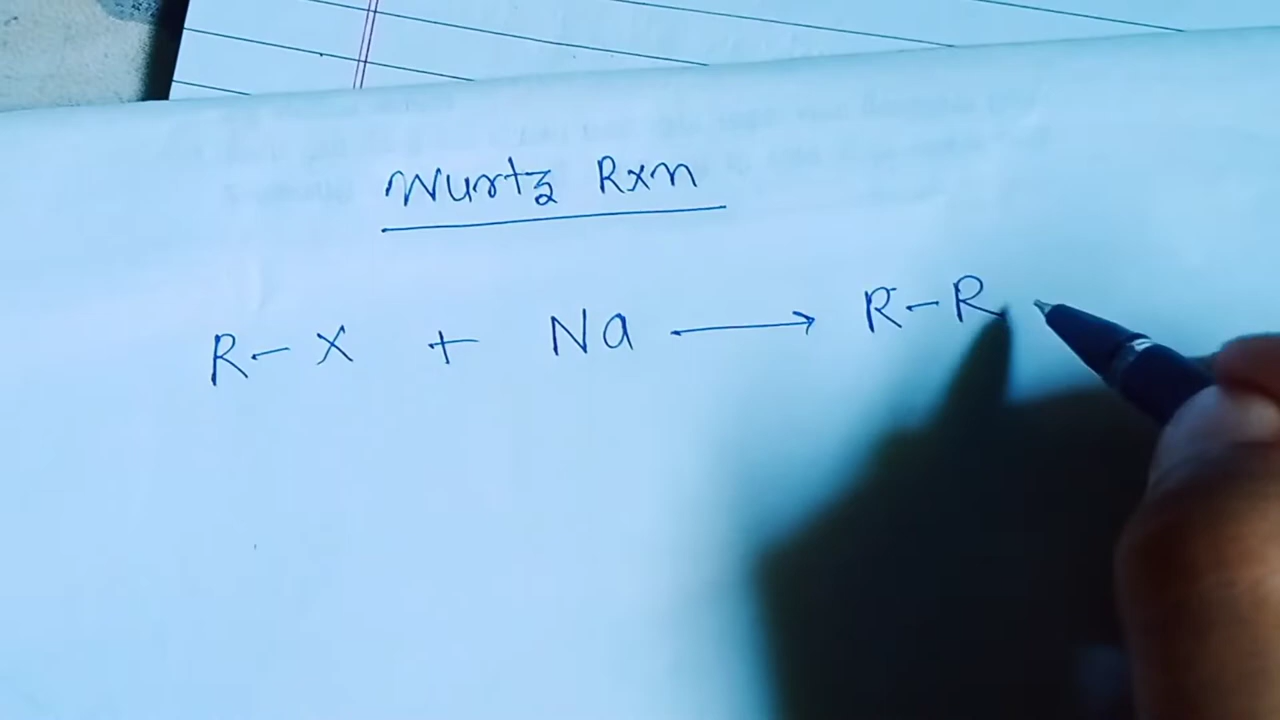 Wurtz Rxn
R-X + Na → R-R